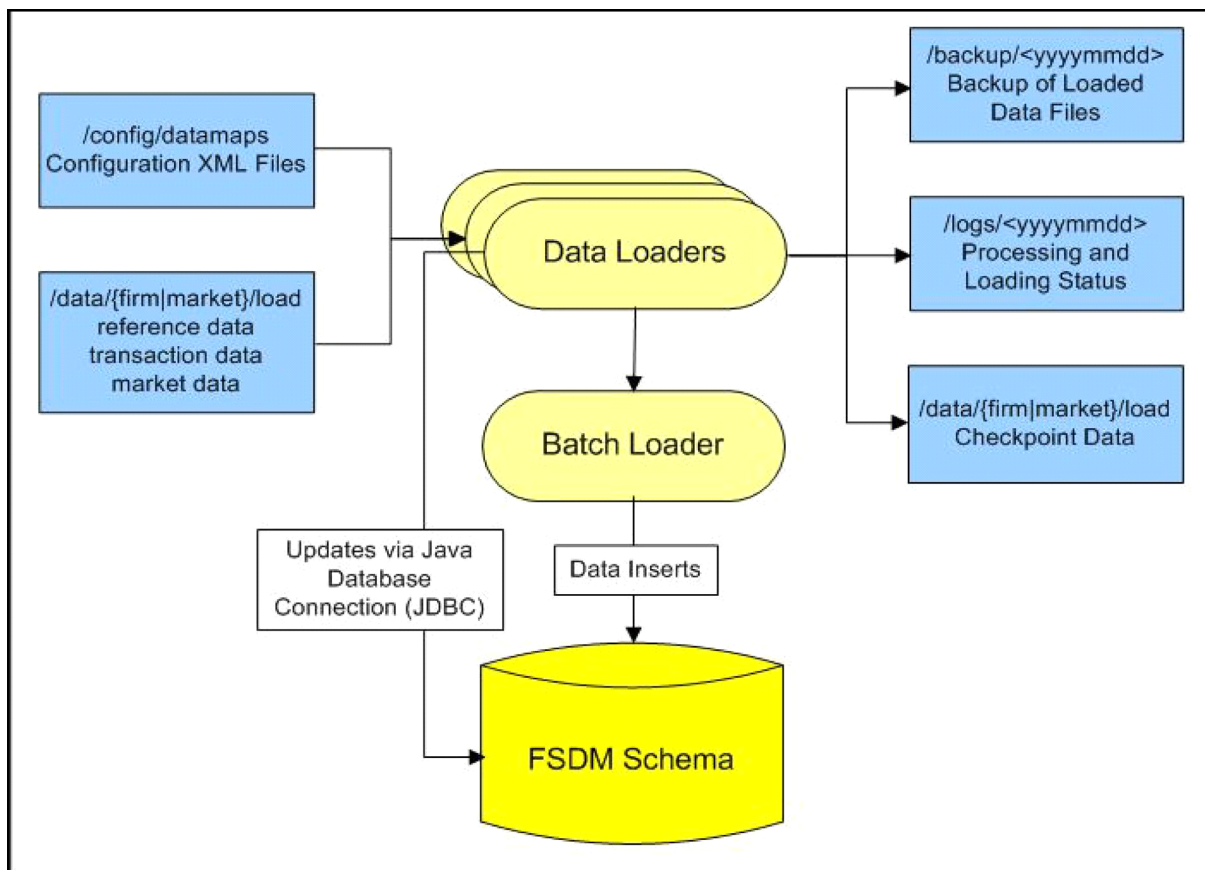 /config/datamaps
Configuration XML Files
/data/{firm|market}/load
reference data
transaction data
market data
Data Loaders
Batch Loader
Updates via Java
Database
Connection (JDBC)
Data Inserts
FSDM Schema
/backup/<yyyymmdd>
Backup of Loaded
Data Files
/logs/<yyyymmdd>
Processing and
Loading Status
/data/{firm|market}/load
Checkpoint Data